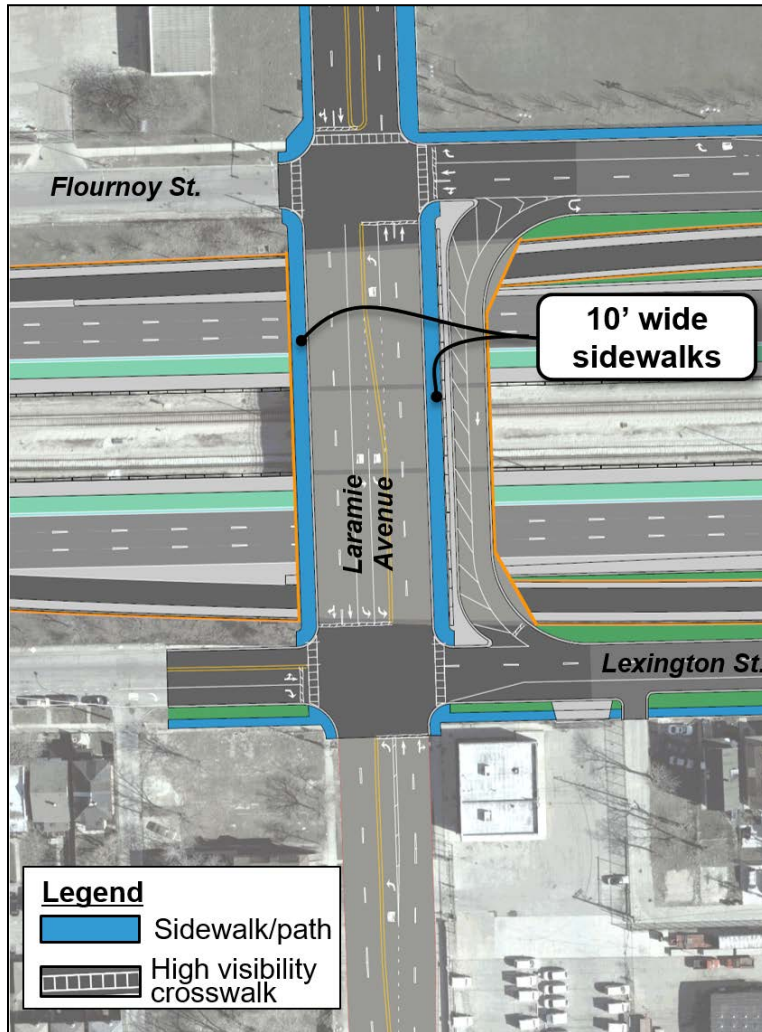 Flournoy St.
10’ wide
sidewalks
Laramie
Avenue
Lexington St.
Legend
Sidewalk/path
High visibility
crosswalk